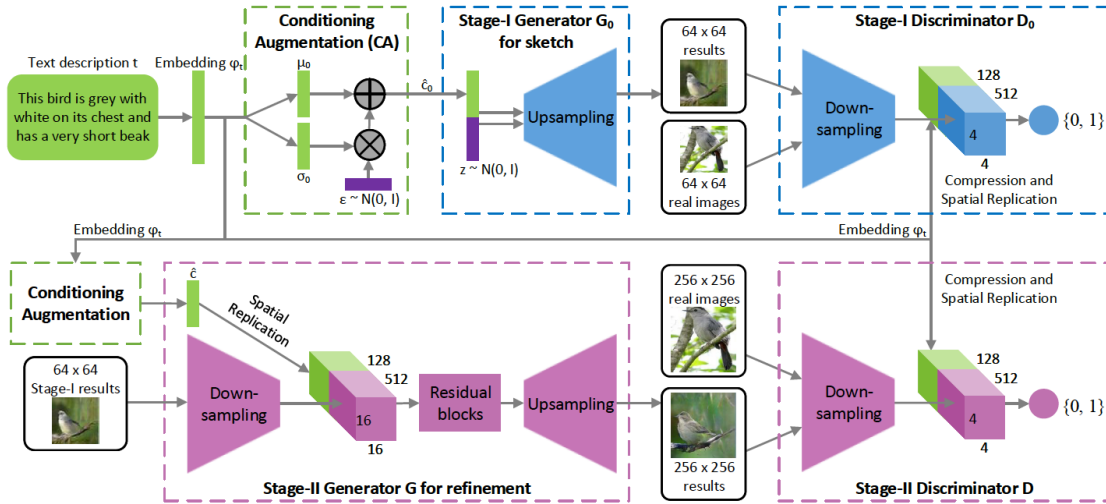 Conditioning
Augmentation (CA)
Stage-I Generator G₀
for sketch
Stage-I Discriminator D₀
Text description t
Embedding φₜ
μ₀
ĉ₀
64 x 64
results
128
512
This bird is grey with
white on its chest and
has a very short beak
Upsampling
Down-
sampling
4
4
{0, 1}
σ₀
ε ~ N(0, I)
z ~ N(0, I)
64 x 64
real images
Compression and
Spatial Replication
Embedding φₜ
Embedding φₜ
Conditioning
Augmentation
ĉ
Spatial
Replication
256 x 256
real images
Compression and
Spatial Replication
64 x 64
Stage-I results
Down-
sampling
128
512
16
16
Residual
blocks
Upsampling
Down-
sampling
128
512
4
4
{0, 1}
256 x 256
results
Stage-II Generator G for refinement
Stage-II Discriminator D